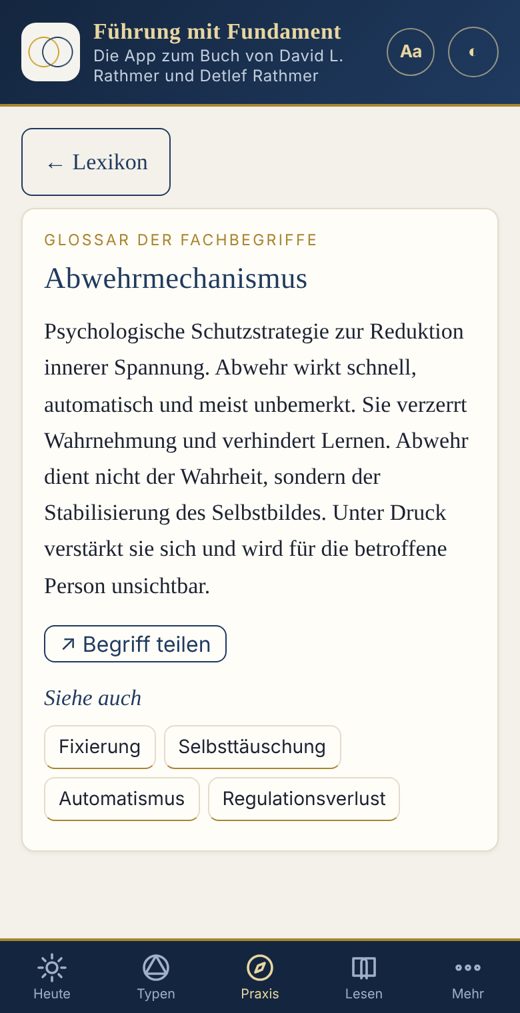 Führung mit Fundament
Die App zum Buch von David L.
Rathmer und Detlef Rathmer
Aa
← Lexikon
GLOSSAR DER FACHBEGRIFFE
Abwehrmechanismus
Psychologische Schutzstrategie zur Reduktion
innerer Spannung. Abwehr wirkt schnell,
automatisch und meist unbemerkt. Sie verzerrt
Wahrnehmung und verhindert Lernen. Abwehr
dient nicht der Wahrheit, sondern der
Stabilisierung des Selbstbildes. Unter Druck
verstärkt sie sich und wird für die betroffene
Person unsichtbar.
↗ Begriff teilen
Siehe auch
Fixierung Selbsttäuschung
Automatismus Regulationsverlust
Heute Typen Praxis Lesen Mehr